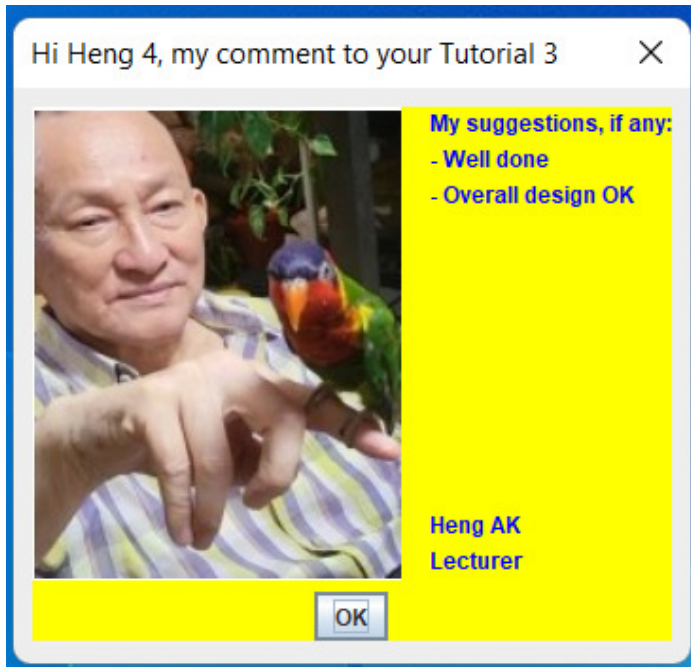 Hi Heng 4, my comment to your Tutorial 3
My suggestions, if any:
- Well done
- Overall design OK
Heng AK
Lecturer
OK